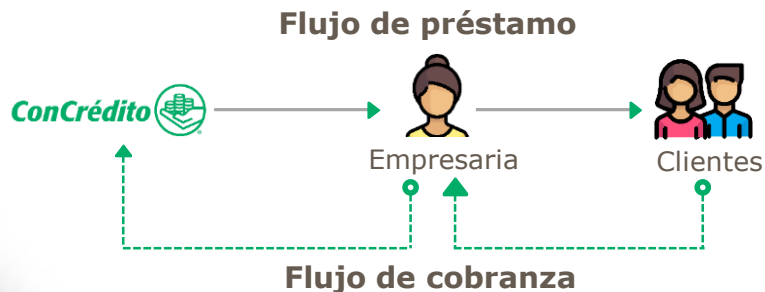 Flujo de préstamo
ConCrédito
Empresaria
Clientes
Flujo de cobranza